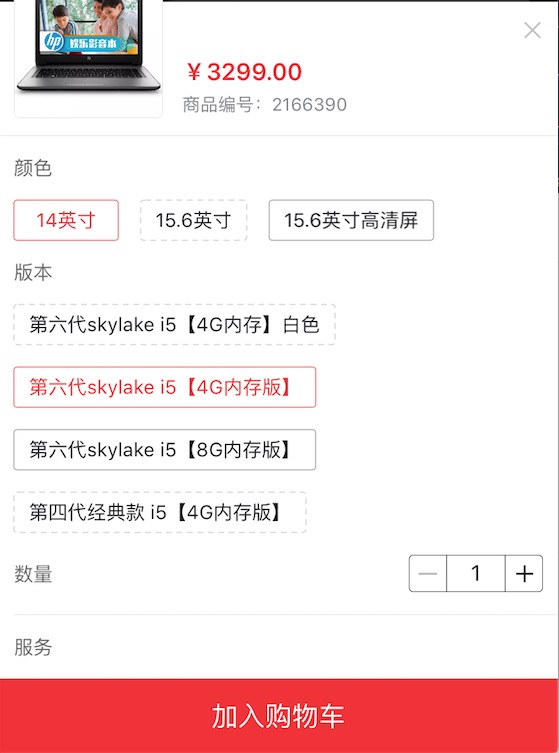 hp 娱乐影音本
￥3299.00
商品编号：2166390
颜色
14英寸 15.6英寸 15.6英寸高清屏
版本
第六代skylake i5【4G内存】白色
第六代skylake i5【4G内存版】
第六代skylake i5【8G内存版】
第四代经典款 i5【4G内存版】
数量 — 1 +
服务
加入购物车